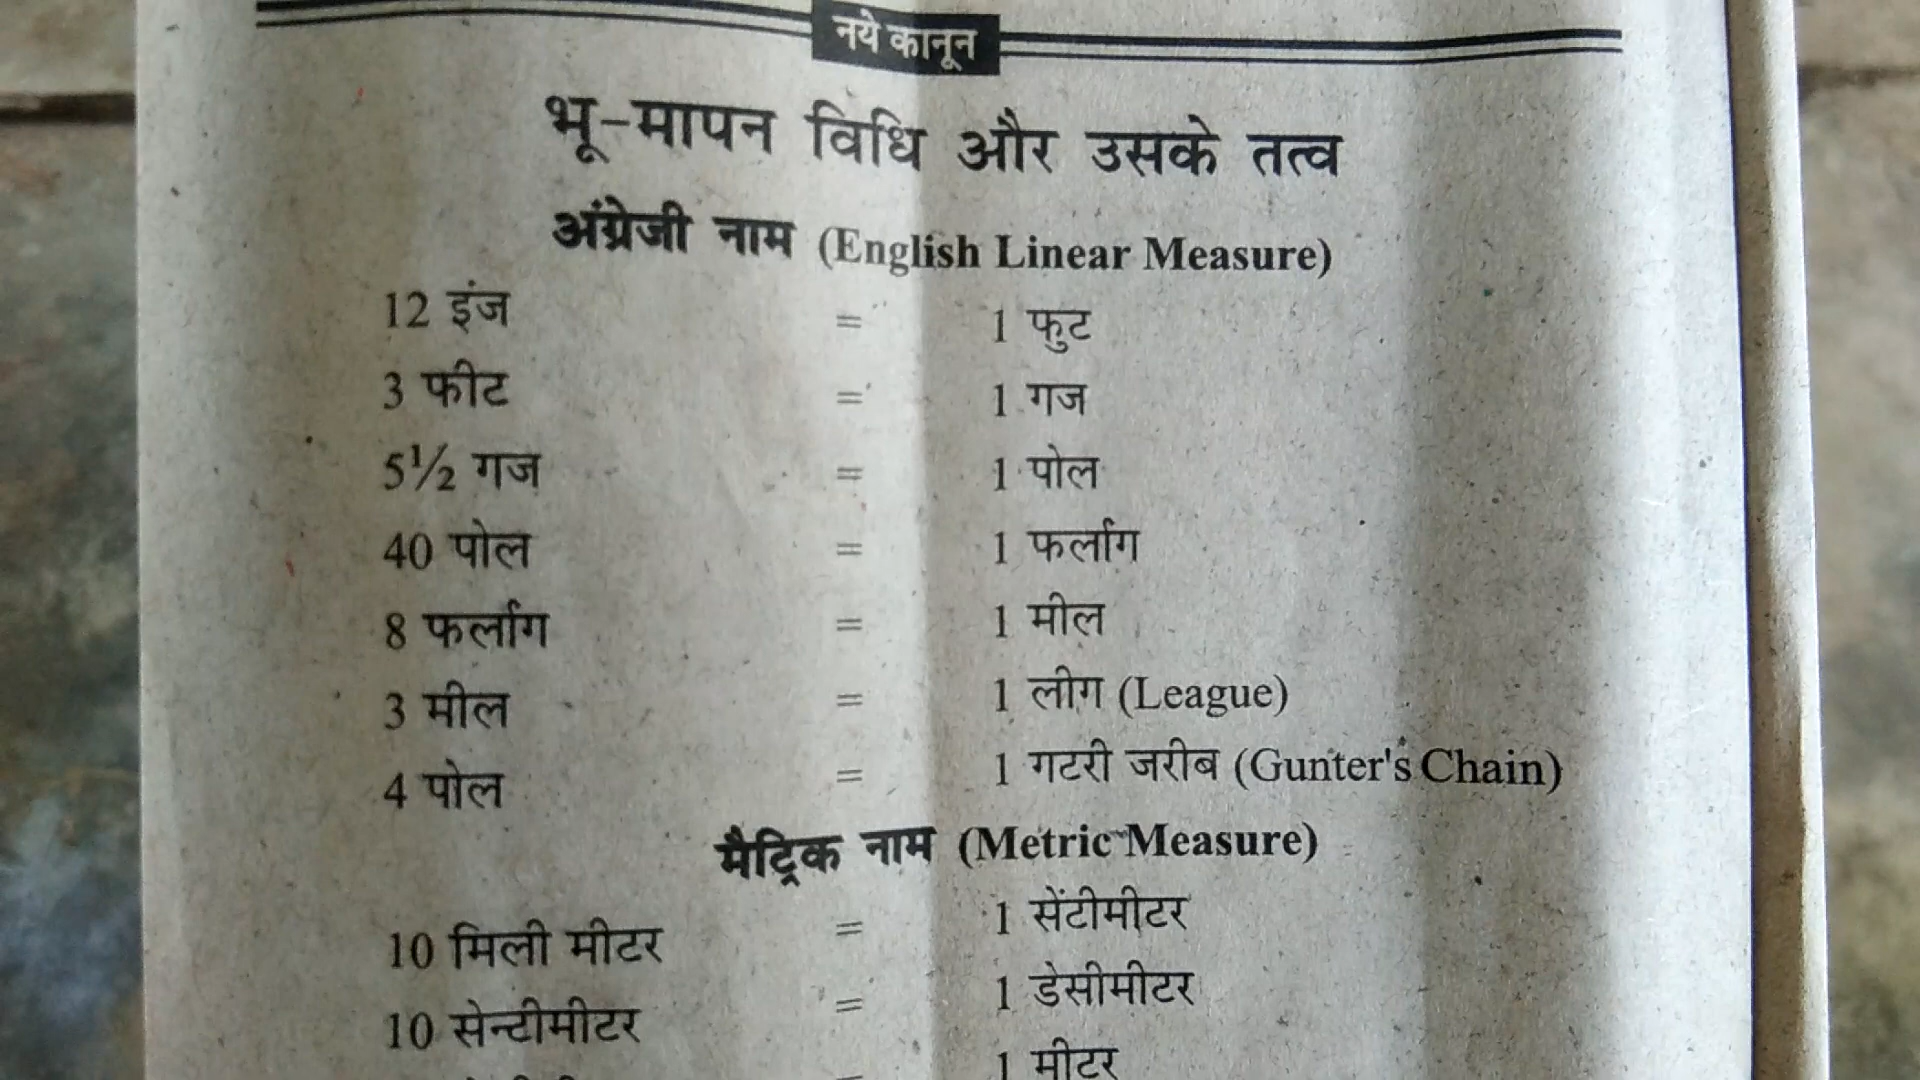 नये कानून
भू-मापन विधि और उसके तत्व
अंग्रेजी नाम (English Linear Measure)
12 इंज = 1 फुट
3 फीट = 1 गज
5½ गज = 1 पोल
40 पोल = 1 फर्लांग
8 फर्लांग = 1 मील
3 मील = 1 लीग (League)
4 पोल = 1 गटरी जरीब (Gunter's Chain)
मैट्रिक नाम (Metric Measure)
10 मिली मीटर = 1 सेंटीमीटर
10 सेन्टीमीटर = 1 डेसीमीटर
= 1 मीटर